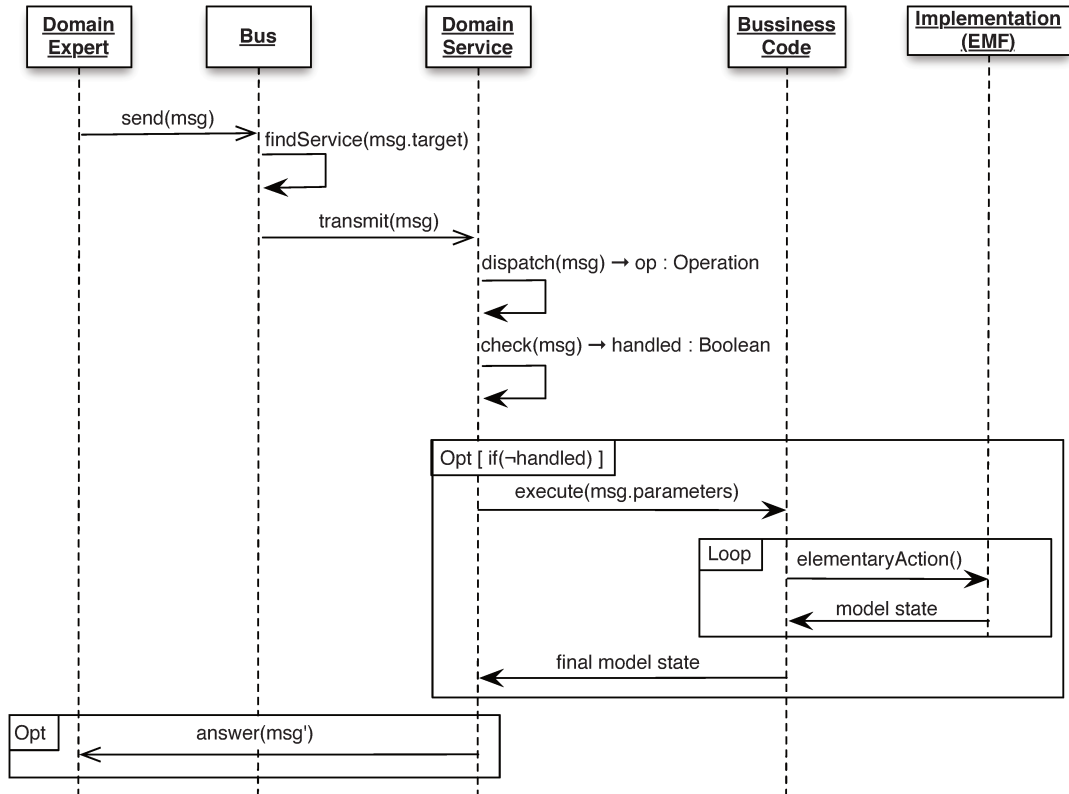 Domain
Expert
Bus
Domain
Service
Bussiness
Code
Implementation
(EMF)
send(msg)
findService(msg.target)
transmit(msg)
dispatch(msg) → op : Operation
check(msg) → handled : Boolean
Opt [ if(¬handled) ]
execute(msg.parameters)
Loop
elementaryAction()
model state
final model state
Opt
answer(msg')